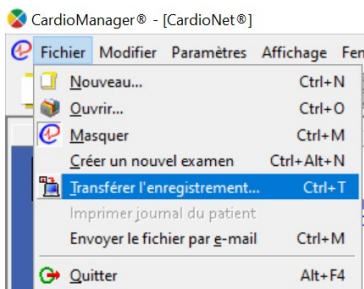 CardioManager® - [CardioNet®]
Fichier Modifier Paramètres Affichage
Nouveau... Ctrl+N
Ouvrir... Ctrl+O
Masquer Ctrl+M
Créer un nouvel examen Ctrl+Alt+N
Transférer l'enregistrement... Ctrl+T
Imprimer journal du patient
Envoyer le fichier par e-mail Ctrl+M
Quitter Alt+F4